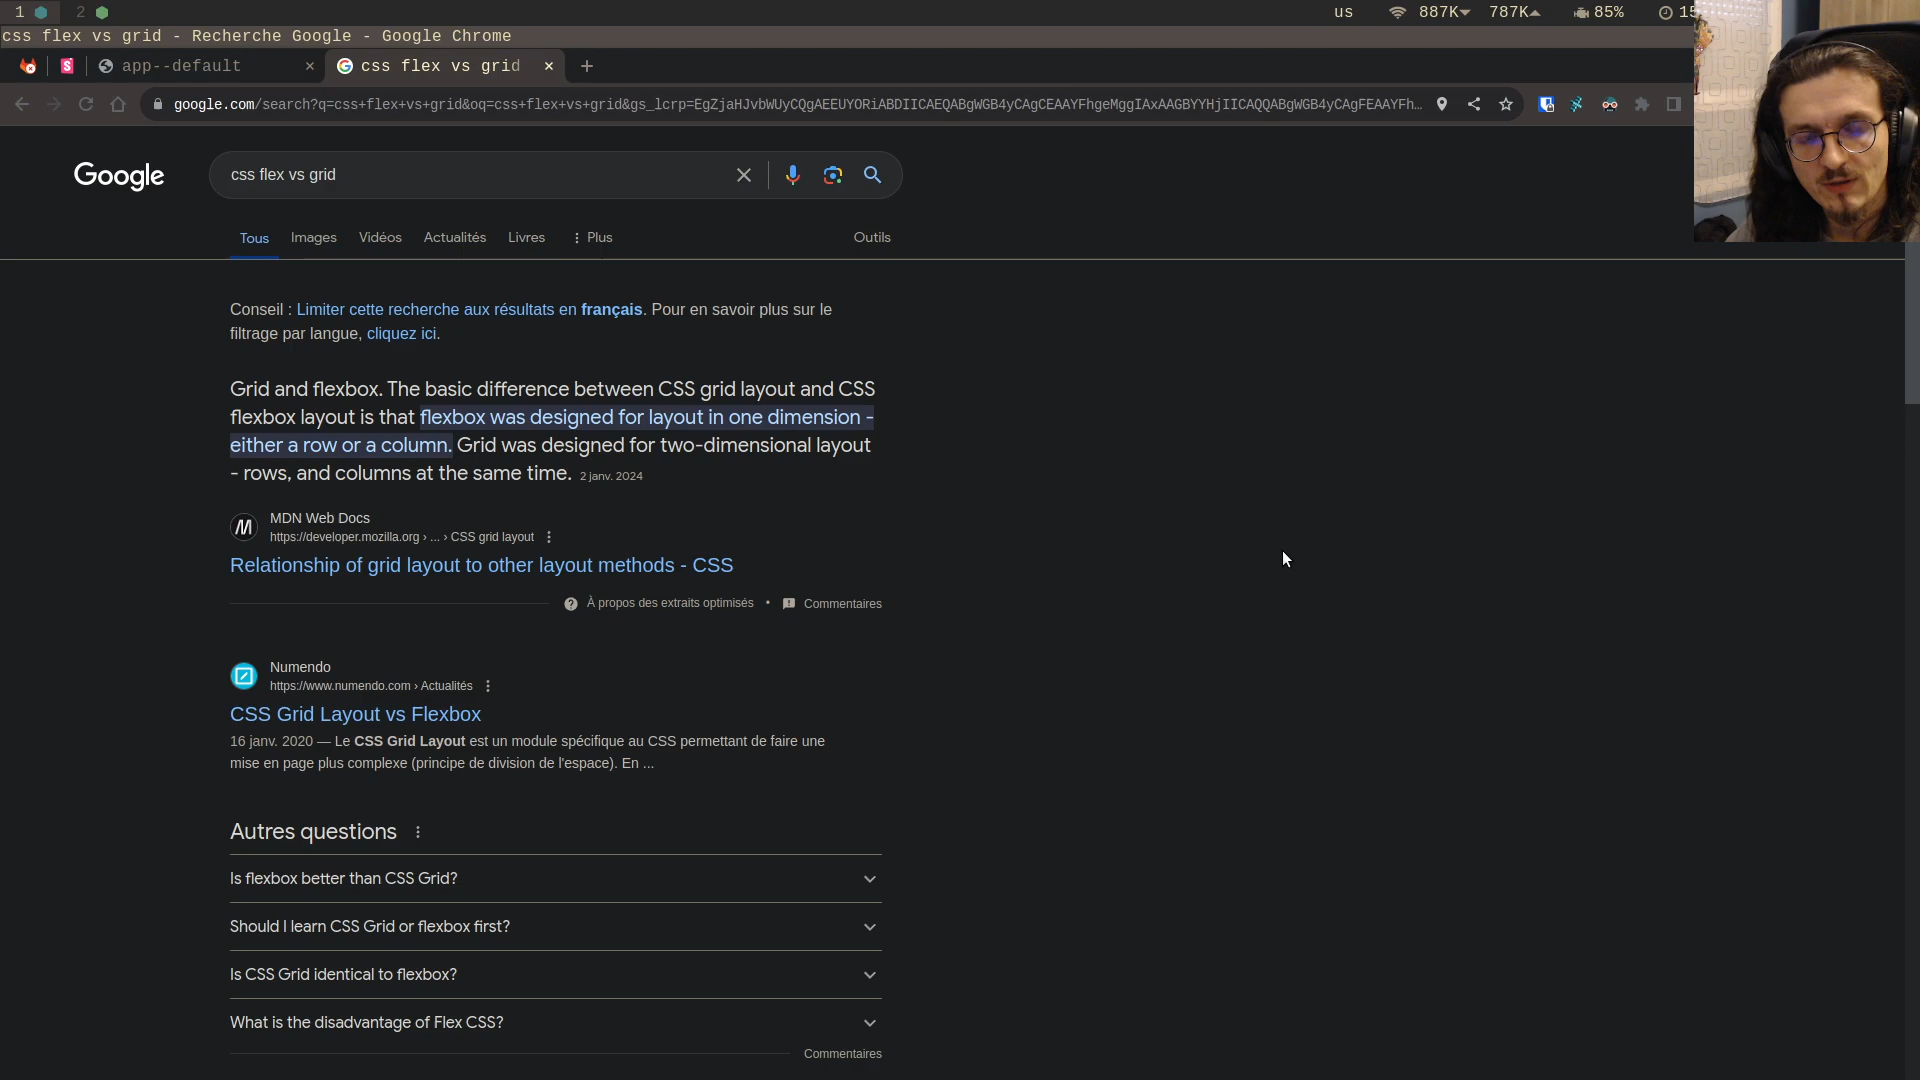 1 2 us 887K 787K 85%
css flex vs grid - Recherche Google - Google Chrome
app--default css flex vs grid
google.com/search?q=css+flex+vs+grid&oq=css+flex+vs+grid&gs_lcrp=EgZjaHJvbWUyCQgAEEUYORiABDIICAEQABgWGB4yCAgCEAAYFhgeMggIAxAAGBYYHjIICAQQABgWGB4yCAgFEAAYFh...
Google css flex vs grid
Tous Images Vidéos Actualités Livres Plus Outils
Conseil : Limiter cette recherche aux résultats en français. Pour en savoir plus sur le
filtrage par langue, cliquez ici.
Grid and flexbox. The basic difference between CSS grid layout and CSS
flexbox layout is that flexbox was designed for layout in one dimension -
either a row or a column. Grid was designed for two-dimensional layout
- rows, and columns at the same time. 2 janv. 2024
MDN Web Docs
https://developer.mozilla.org › ... › CSS grid layout
Relationship of grid layout to other layout methods - CSS
À propos des extraits optimisés • Commentaires
Numendo
https://www.numendo.com › Actualités
CSS Grid Layout vs Flexbox
16 janv. 2020 — Le CSS Grid Layout est un module spécifique au CSS permettant de faire une
mise en page plus complexe (principe de division de l'espace). En ...
Autres questions
Is flexbox better than CSS Grid?
Should I learn CSS Grid or flexbox first?
Is CSS Grid identical to flexbox?
What is the disadvantage of Flex CSS?
Commentaires